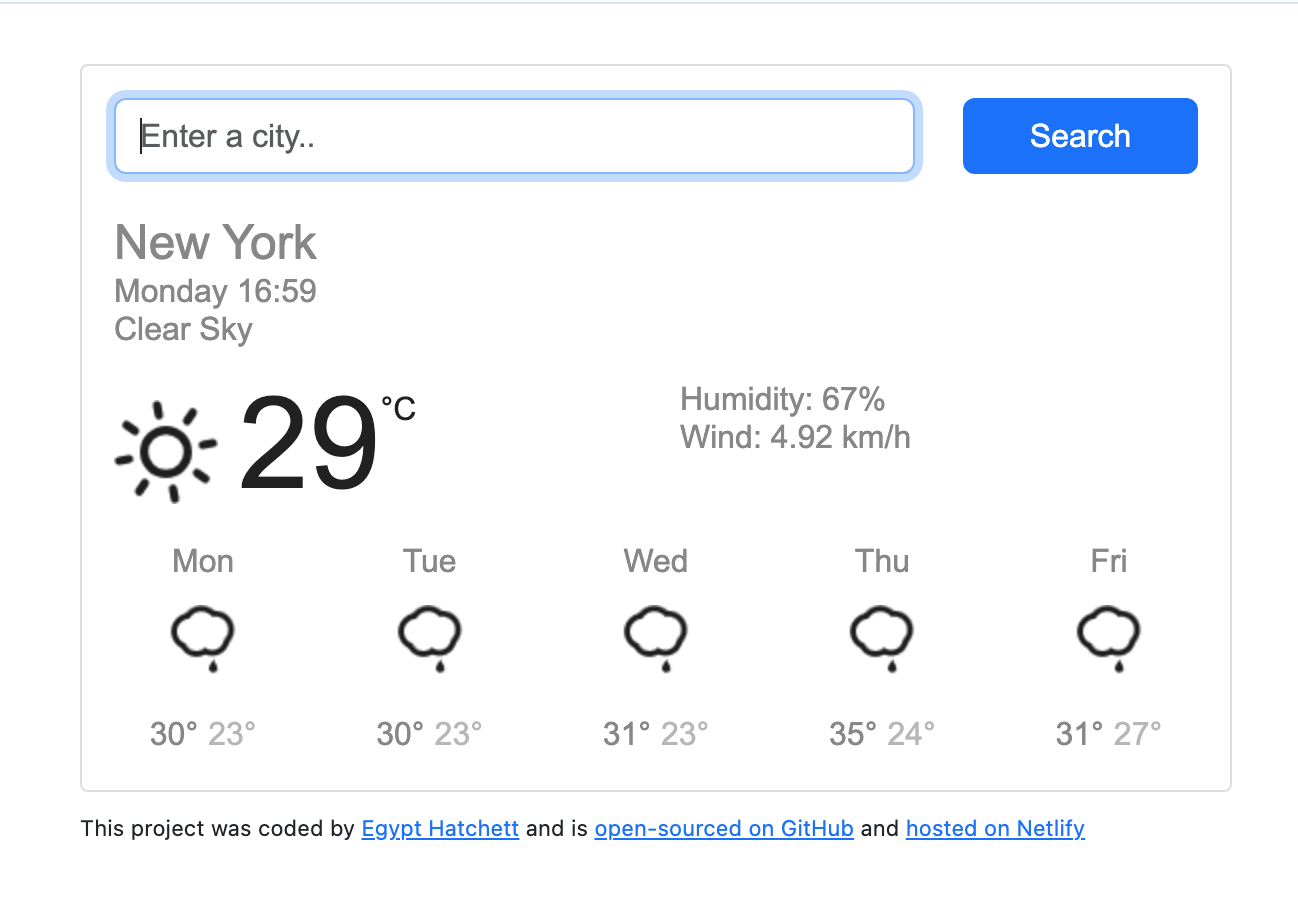 Enter a city..
Search
New York
Monday 16:59
Clear Sky
29 °C
Humidity: 67%
Wind: 4.92 km/h
Mon Tue Wed Thu Fri
30° 23° 30° 23° 31° 23° 35° 24° 31° 27°
This project was coded by Egypt Hatchett and is open-sourced on GitHub and hosted on Netlify